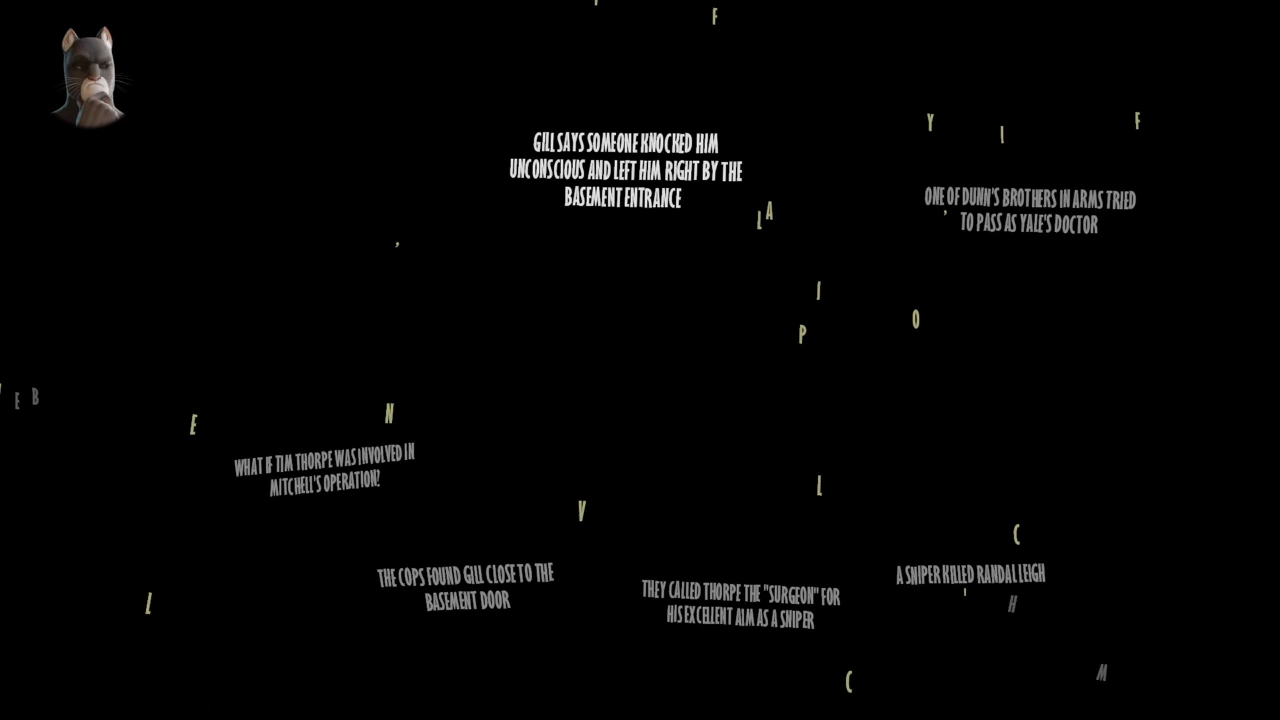 F
Y
I
F
GILL SAYS SOMEONE KNOCKED HIM
UNCONSCIOUS AND LEFT HIM RIGHT BY THE
BASEMENT ENTRANCE
ONE OF DUNN'S BROTHERS IN ARMS TRIED
TO PASS AS YALE'S DOCTOR
L
A
,
,
I
P
O
E
B
E
N
WHAT IF TIM THORPE WAS INVOLVED IN
MITCHELL'S OPERATION?
L
V
C
THE COPS FOUND GILL CLOSE TO THE
BASEMENT DOOR
THEY CALLED THORPE THE "SURGEON" FOR
HIS EXCELLENT AIM AS A SNIPER
A SNIPER KILLED RANDAL LEIGH
'
L
H
M
C